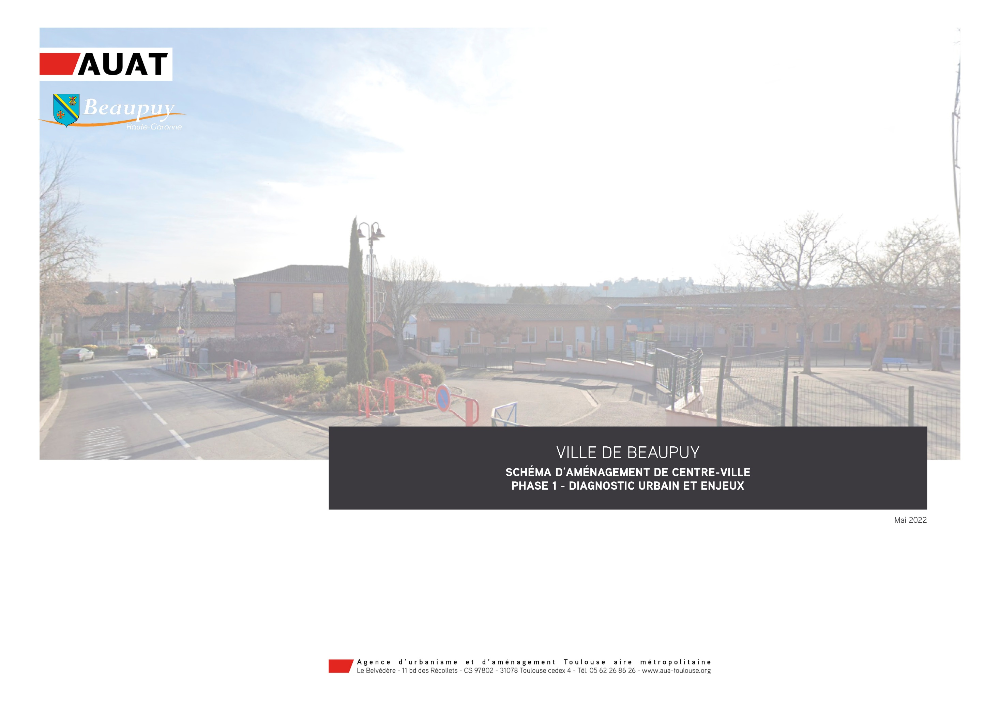 AUAT
Beaupuy
Haute-Garonne
VILLE DE BEAUPUY
SCHÉMA D'AMÉNAGEMENT DE CENTRE-VILLE
PHASE 1 - DIAGNOSTIC URBAIN ET ENJEUX
Mai 2022
Agence d'urbanisme et d'aménagement Toulouse aire métropolitaine
Le Belvédère - 11 bd des Récollets - CS 97802 - 31078 Toulouse cedex 4 - Tél. 05 62 26 86 26 - www.aua-toulouse.org